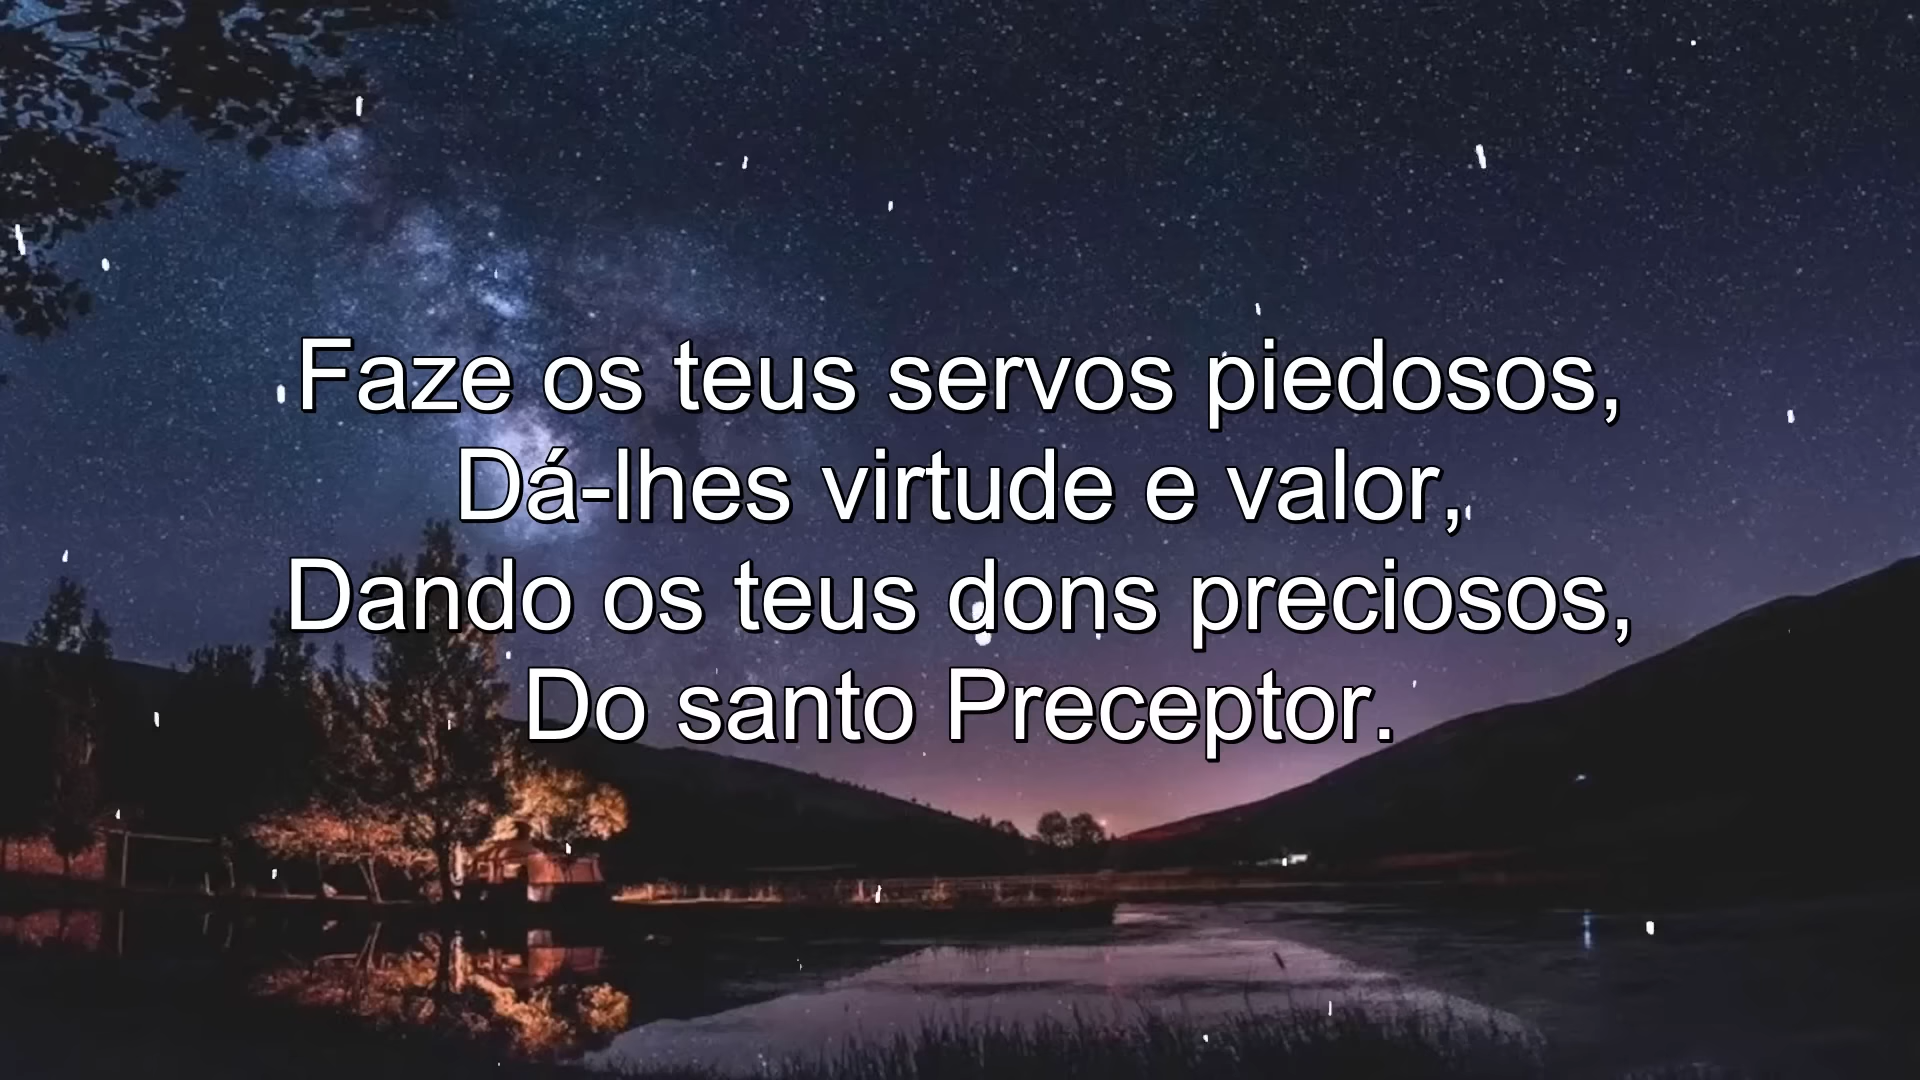 Faze os teus servos piedosos,
Dá-lhes virtude e valor,
Dando os teus dons preciosos,
Do santo Preceptor.